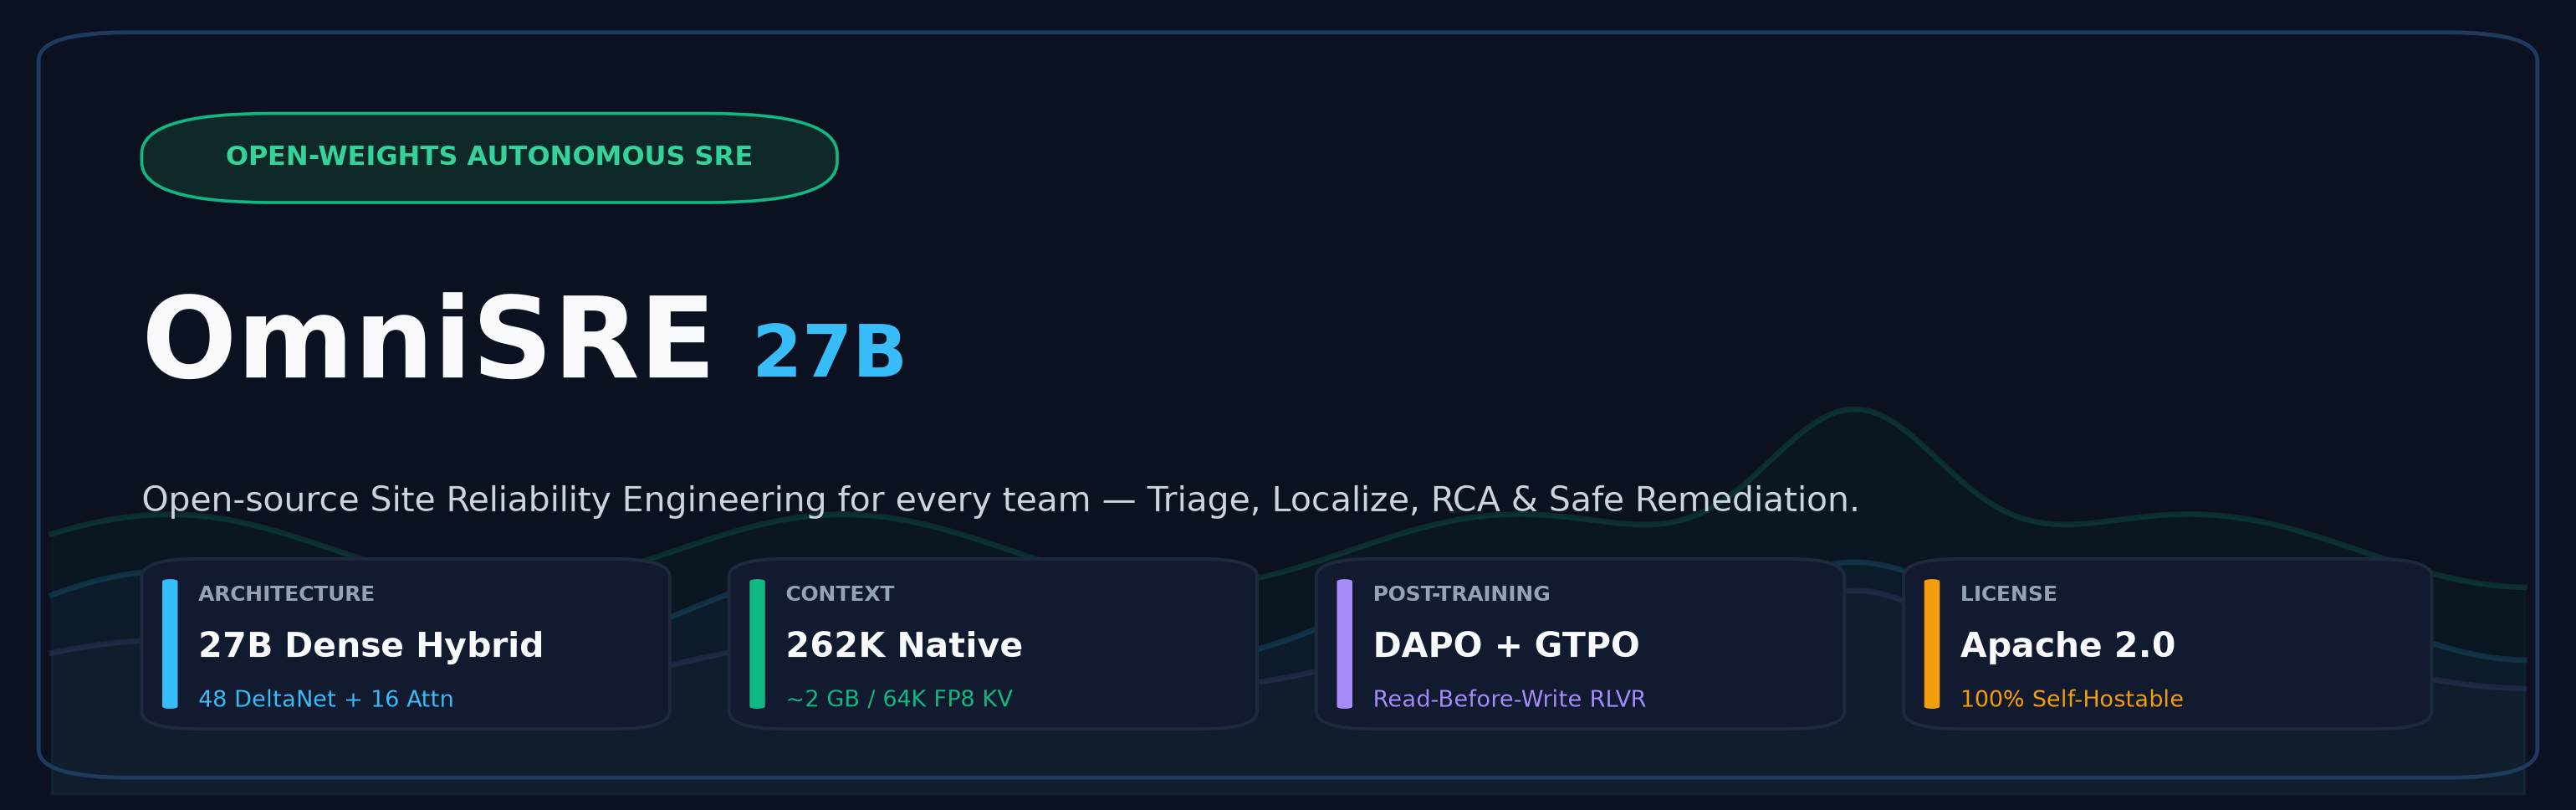 OPEN-WEIGHTS AUTONOMOUS SRE
OmniSRE 27B
Open-source Site Reliability Engineering for every team — Triage, Localize, RCA & Safe Remediation.
ARCHITECTURE
27B Dense Hybrid
48 DeltaNet + 16 Attn
CONTEXT
262K Native
~2 GB / 64K FP8 KV
POST-TRAINING
DAPO + GTPO
Read-Before-Write RLVR
LICENSE
Apache 2.0
100% Self-Hostable